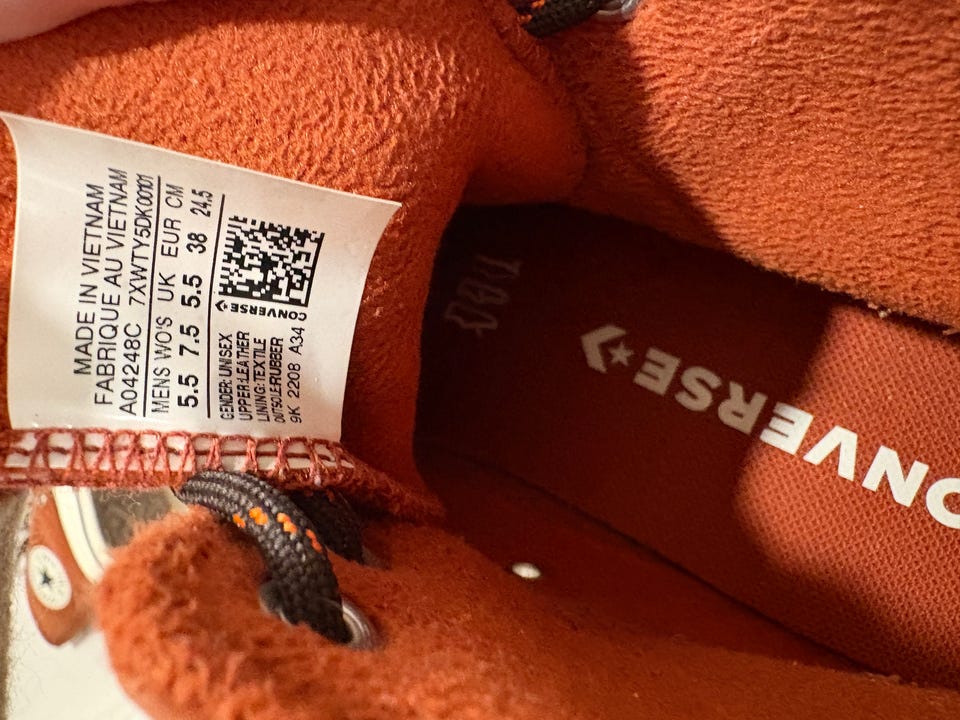 MADE IN VIETNAM
FABRIQUE AU VIETNAM
A04248C 7XWTY5DK00101
MENS WO'S UK EUR CM
5.5 7.5 5.5 38 24.5
GENDER: UNISEX
UPPER:LEATHER
LINING:TEXTILE
OUTSOLE:RUBBER
9K 2208 A34
CONVERSE
CONVERSE